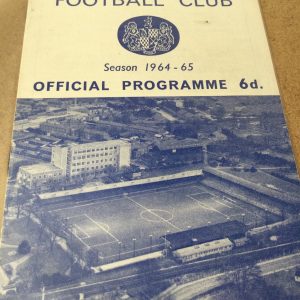 FOOTBALL CLUB
Season 1964-65
OFFICIAL PROGRAMME 6d.